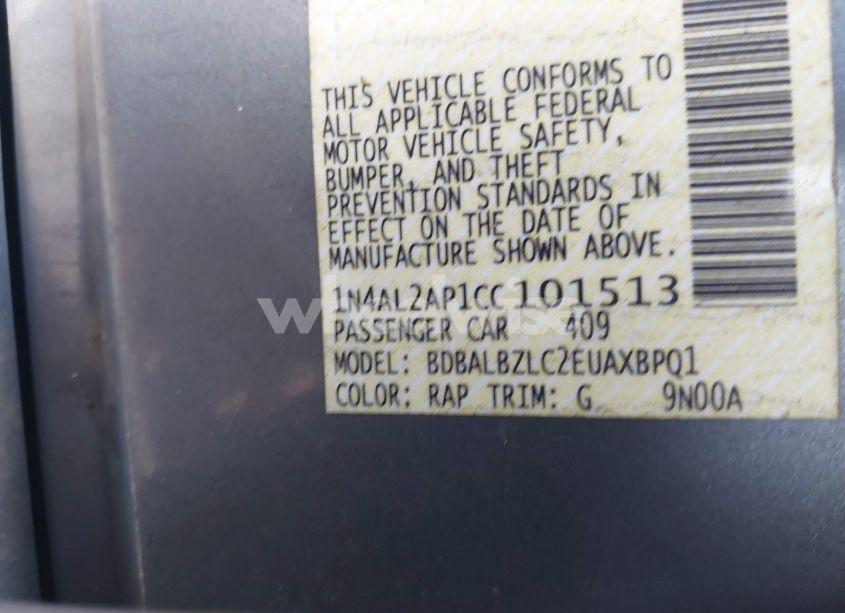 THIS VEHICLE CONFORMS TO
ALL APPLICABLE FEDERAL
MOTOR VEHICLE SAFETY,
BUMPER, AND THEFT
PREVENTION STANDARDS IN
EFFECT ON THE DATE OF
MANUFACTURE SHOWN ABOVE.
1N4AL2AP1CC101513
PASSENGER CAR 409
MODEL: BDBALBZLC2EUAXBPQ1
COLOR: RAP TRIM: G 9N00A